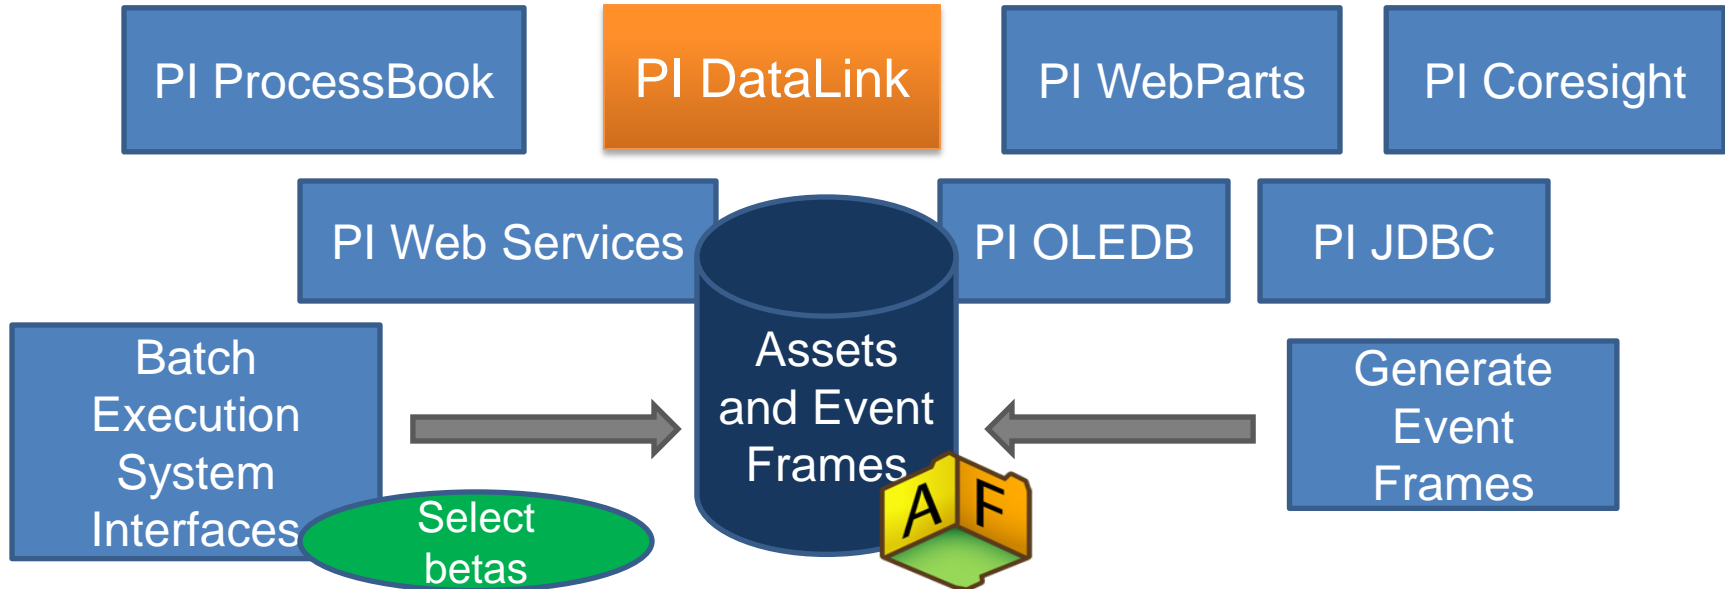 PI ProcessBook
PI DataLink
PI WebParts
PI Coresight
PI Web Services
PI OLEDB
PI JDBC
Batch
Execution
System
Interfaces
Select
betas
Assets
and Event
Frames
A F
Generate
Event
Frames